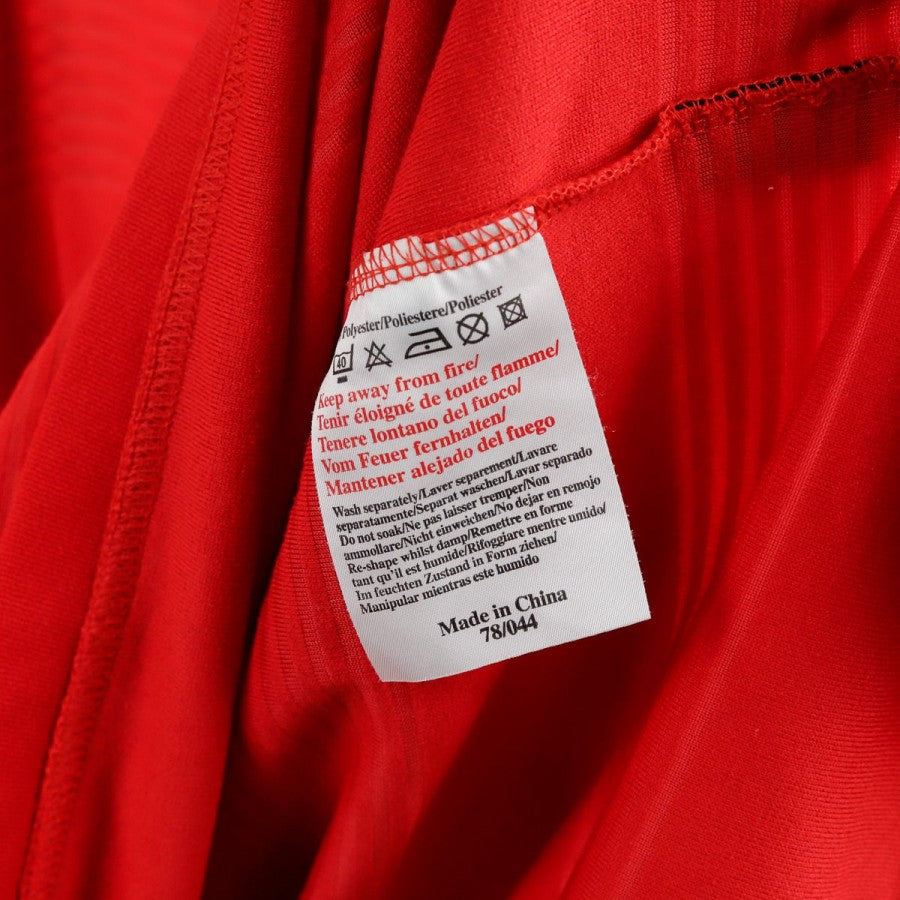 Polyester/Poliestere/Poliester
40
Keep away from fire/
Tenir éloigné de toute flamme/
Tenere lontano del fuoco/
Vom Feuer fernhalten/
Mantener alejado del fuego
Wash separately/Laver séparement/Lavare
separatamente/Separat waschen/Lavar separado
Do not soak/Ne pas laisser tremper/Non
ammollare/Nicht einweichen/No dejar en remojo
Re-shape whilst damp/Remettre en forme
tant qu'il est humide/Rifoggiare mentre umido/
Im feuchten Zustand in Form ziehen/
Manipular mientras este humido
Made in China
78/044